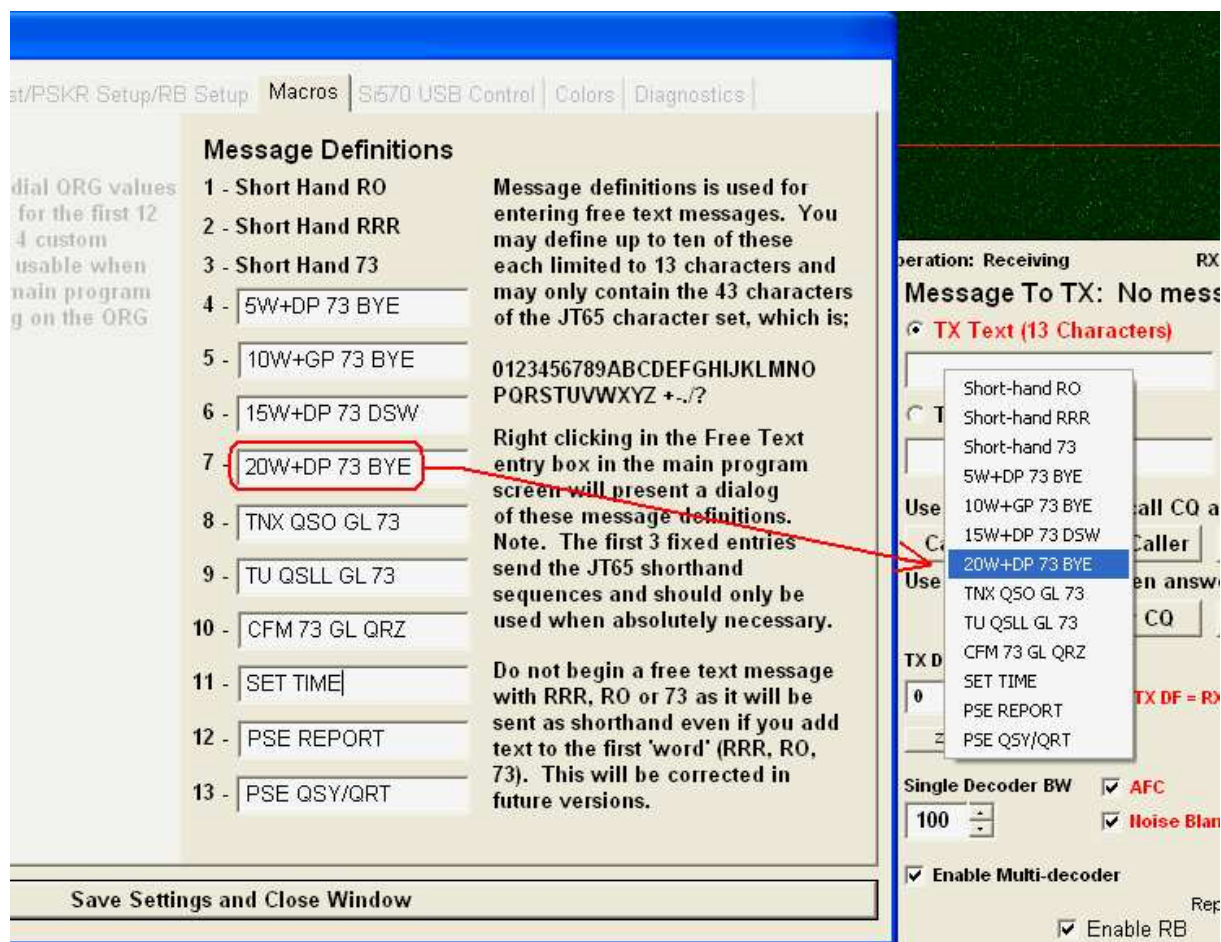 Setup/RB Setup Macros Si570 USB Control Colors Diagnostics
Message Definitions
dial QRG values
for the first 12
4 custom
usable when
main program
on the QRG
1 - Short Hand RO
2 - Short Hand RRR
3 - Short Hand 73
4 - 5W+DP 73 BYE
5 - 10W+GP 73 BYE
6 - 15W+DP 73 DSW
7 - 20W+DP 73 BYE
8 - TNX QSO GL 73
9 - TU QSLL GL 73
10 - CFM 73 GL QRZ
11 - SET TIME
12 - PSE REPORT
13 - PSE QSY/QRT
Message definitions is used for
entering free text messages. You
may define up to ten of these
each limited to 13 characters and
may only contain the 43 characters
of the JT65 character set, which is;
0123456789ABCDEFGHIJKLMNO
PQRSTUVWXYZ +-./?
Right clicking in the Free Text
entry box in the main program
screen will present a dialog
of these message definitions.
Note. The first 3 fixed entries
send the JT65 shorthand
sequences and should only be
used when absolutely necessary.
Do not begin a free text message
with RRR, RO or 73 as it will be
sent as shorthand even if you add
text to the first 'word' (RRR, RO,
73). This will be corrected in
future versions.
Save Settings and Close Window
peration: Receiving RX
Message To TX: No mess
TX Text (13 Characters)
Short-hand RO
Short-hand RRR
Short-hand 73
5W+DP 73 BYE
10W+GP 73 BYE
15W+DP 73 DSW
20W+DP 73 BYE
TNX QSO GL 73
TU QSLL GL 73
CFM 73 GL QRZ
SET TIME
PSE REPORT
PSE QSY/QRT
Use call CQ a
Caller
Use en answ
CQ
TX D
0 TX DF = RX
Single Decoder BW AFC
100 Noise Blan
Enable Multi-decoder
Rep
Enable RB